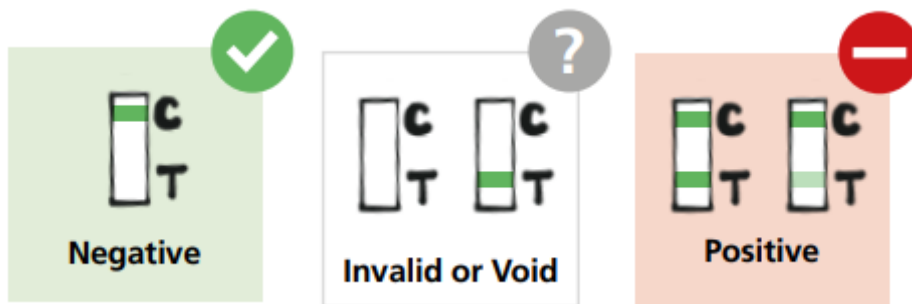 C
T
Negative
?
C C
T T
Invalid or Void
C C
T T
Positive